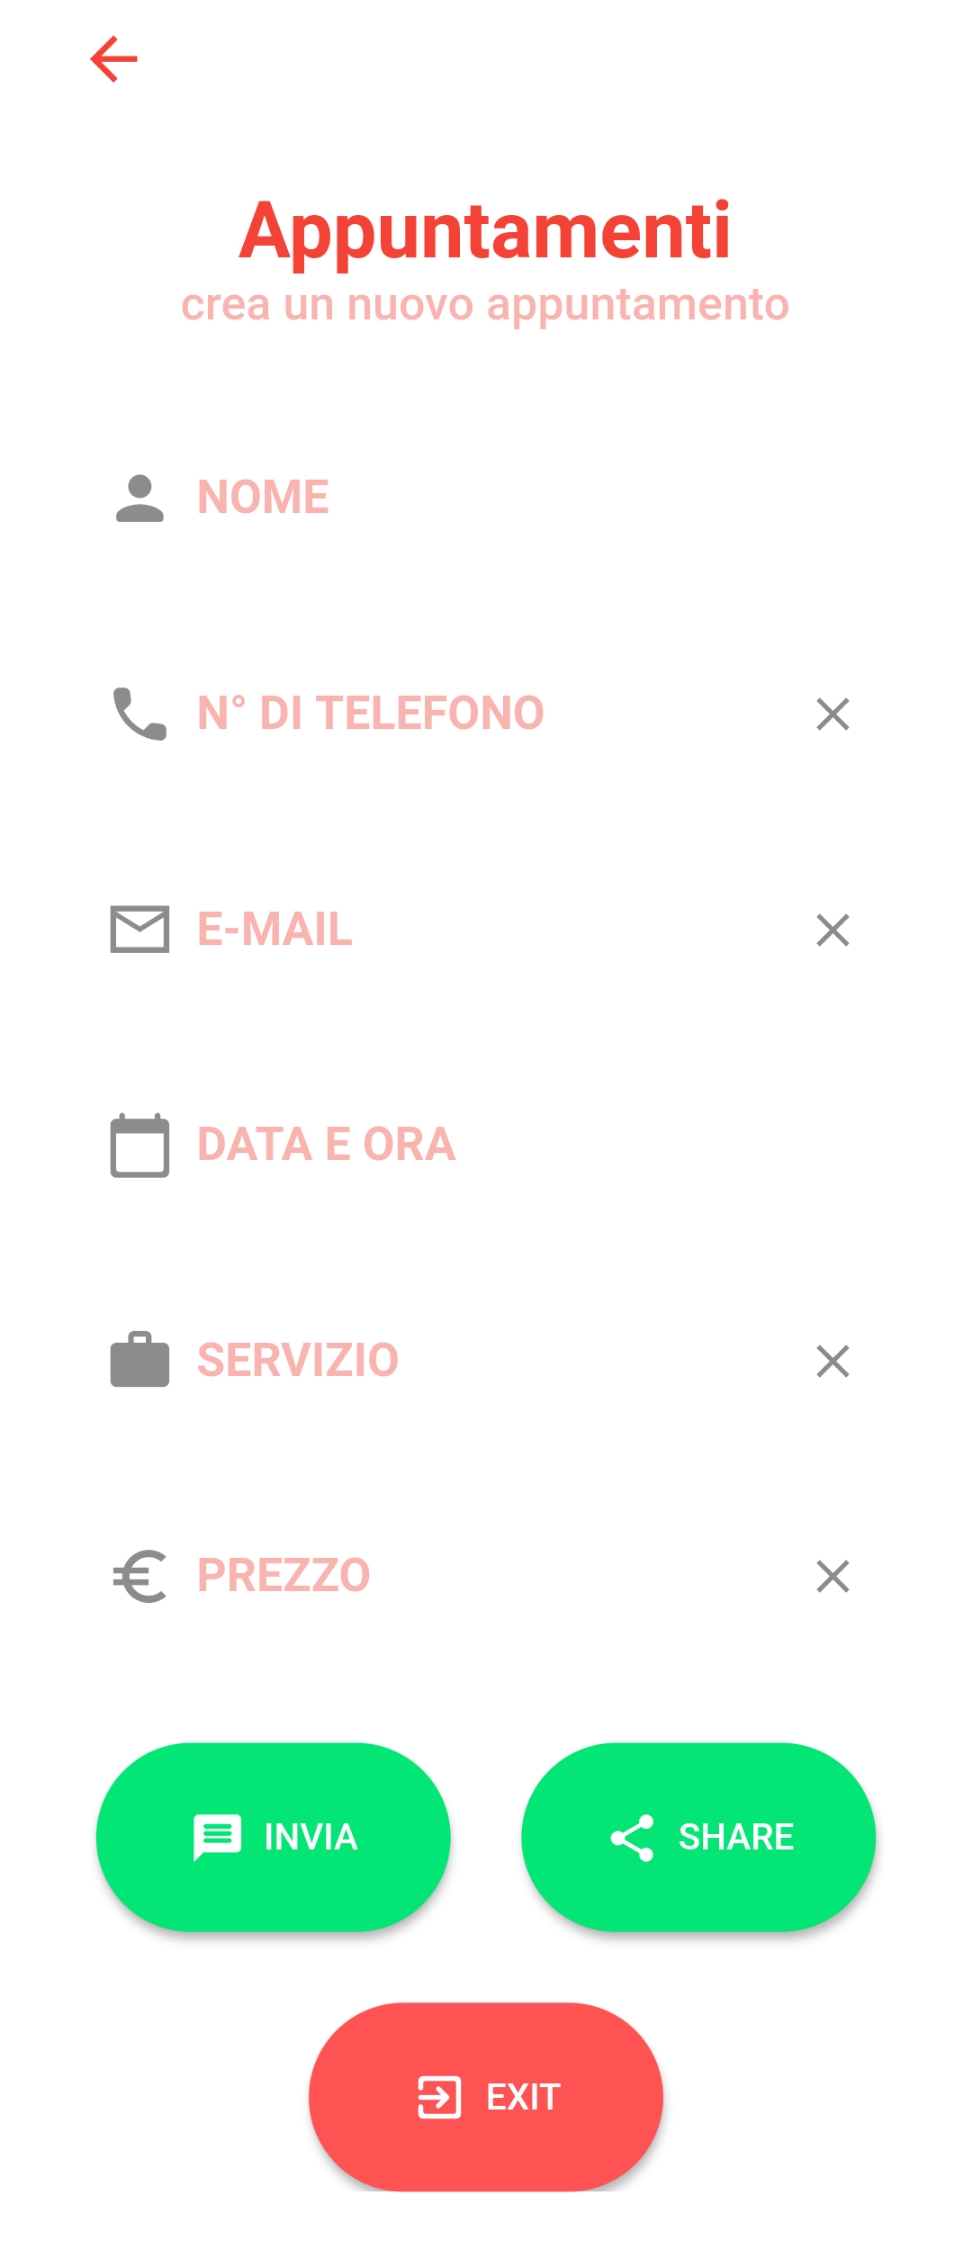 Appuntamenti
crea un nuovo appuntamento
NOME
N° DI TELEFONO
E-MAIL
DATA E ORA
SERVIZIO
PREZZO
INVIA
SHARE
EXIT